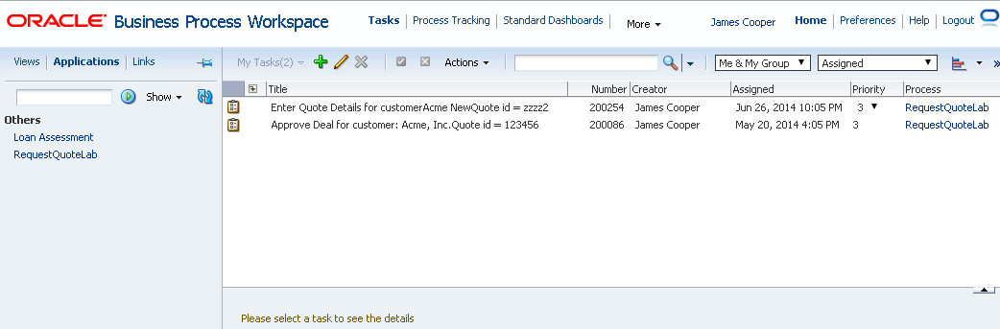 ORACLE Business Process Workspace Tasks Process Tracking Standard Dashboards More James Cooper Home Preferences Help Logout
Views Applications Links My Tasks(2) Actions Me & My Group Assigned
Show
Title Number Creator Assigned Priority Process
Others
Enter Quote Details for customerAcme NewQuote id = zzzz2 200254 James Cooper Jun 26, 2014 10:05 PM 3 RequestQuoteLab
Approve Deal for customer: Acme, Inc.Quote id = 123456 200086 James Cooper May 20, 2014 4:05 PM 3 RequestQuoteLab
Loan Assessment
RequestQuoteLab
Please select a task to see the details